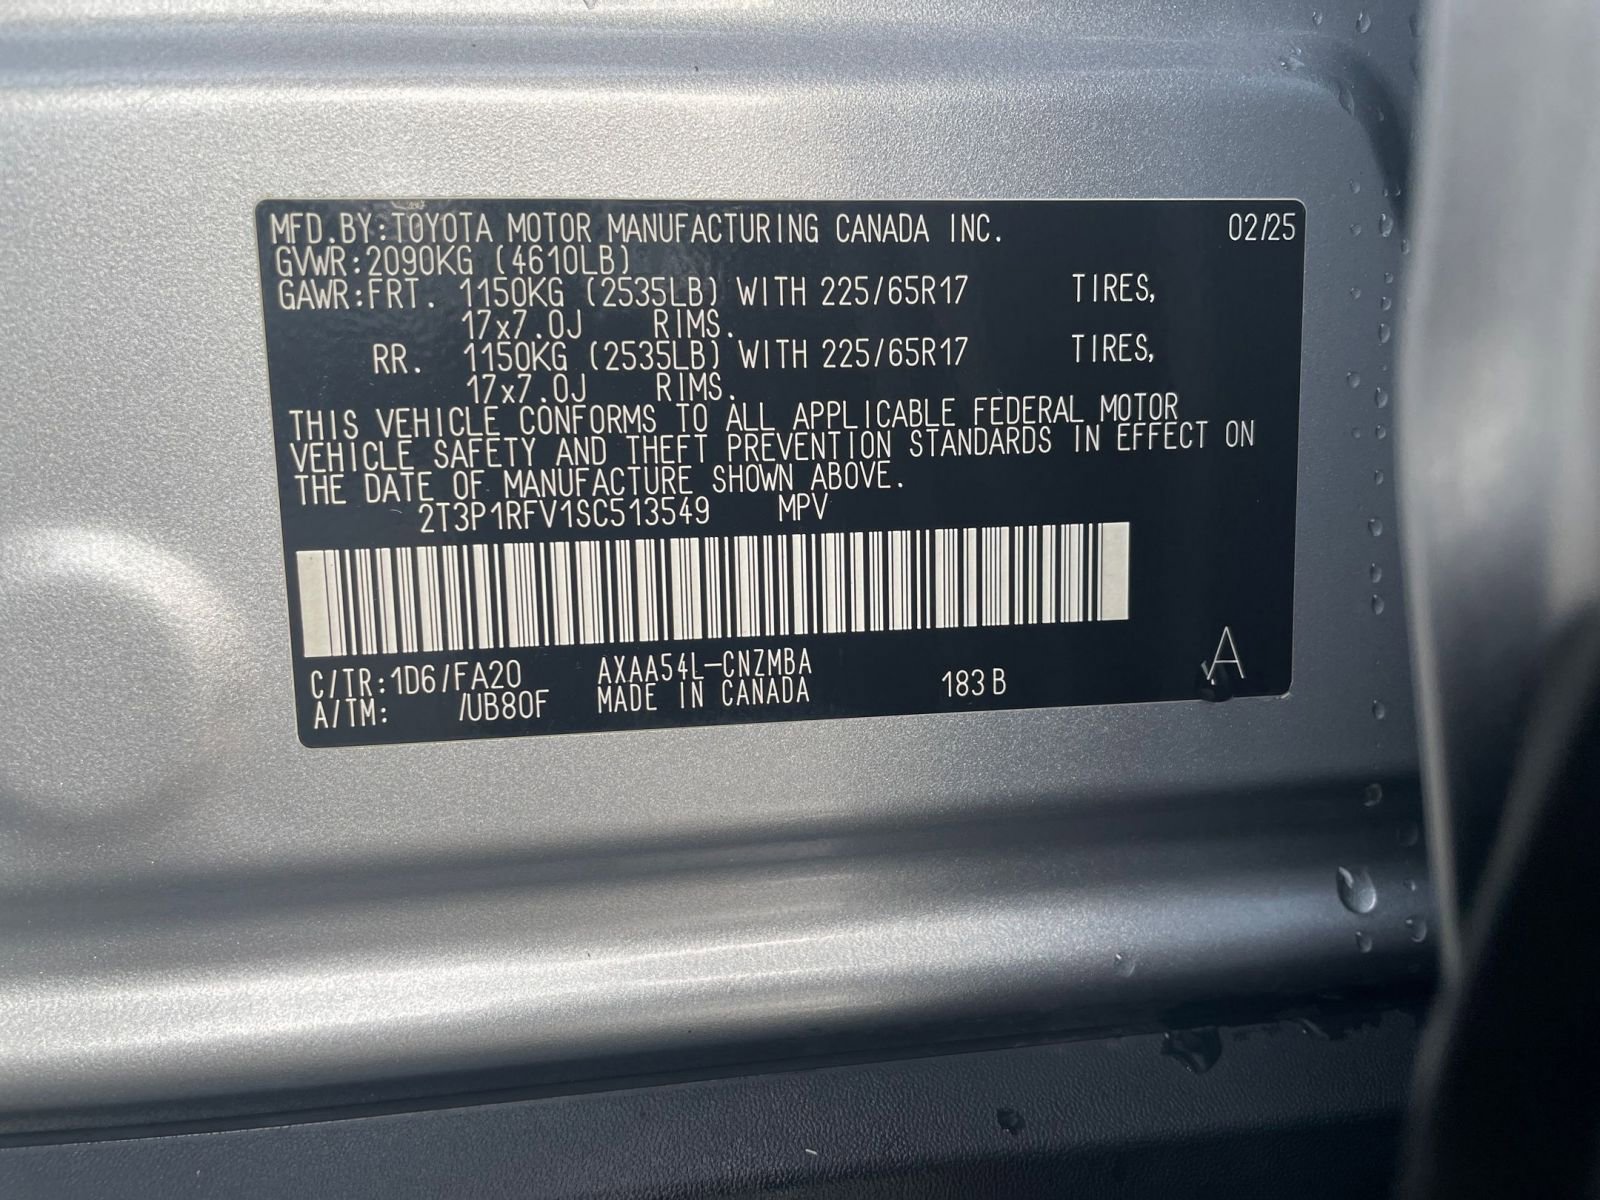 MFD.BY:TOYOTA MOTOR MANUFACTURING CANADA INC. 02/25
GVWR:2090KG (4610LB)
GAWR:FRT. 1150KG (2535LB) WITH 225/65R17 TIRES,
17x7.0J RIMS.
RR. 1150KG (2535LB) WITH 225/65R17 TIRES,
17x7.0J RIMS.
THIS VEHICLE CONFORMS TO ALL APPLICABLE FEDERAL MOTOR
VEHICLE SAFETY AND THEFT PREVENTION STANDARDS IN EFFECT ON
THE DATE OF MANUFACTURE SHOWN ABOVE.
2T3P1RFV1SC513549 MPV
C/TR:1D6/FA20 AXAA54L-CNZMBA
A/TM: /UB80F MADE IN CANADA 183B A